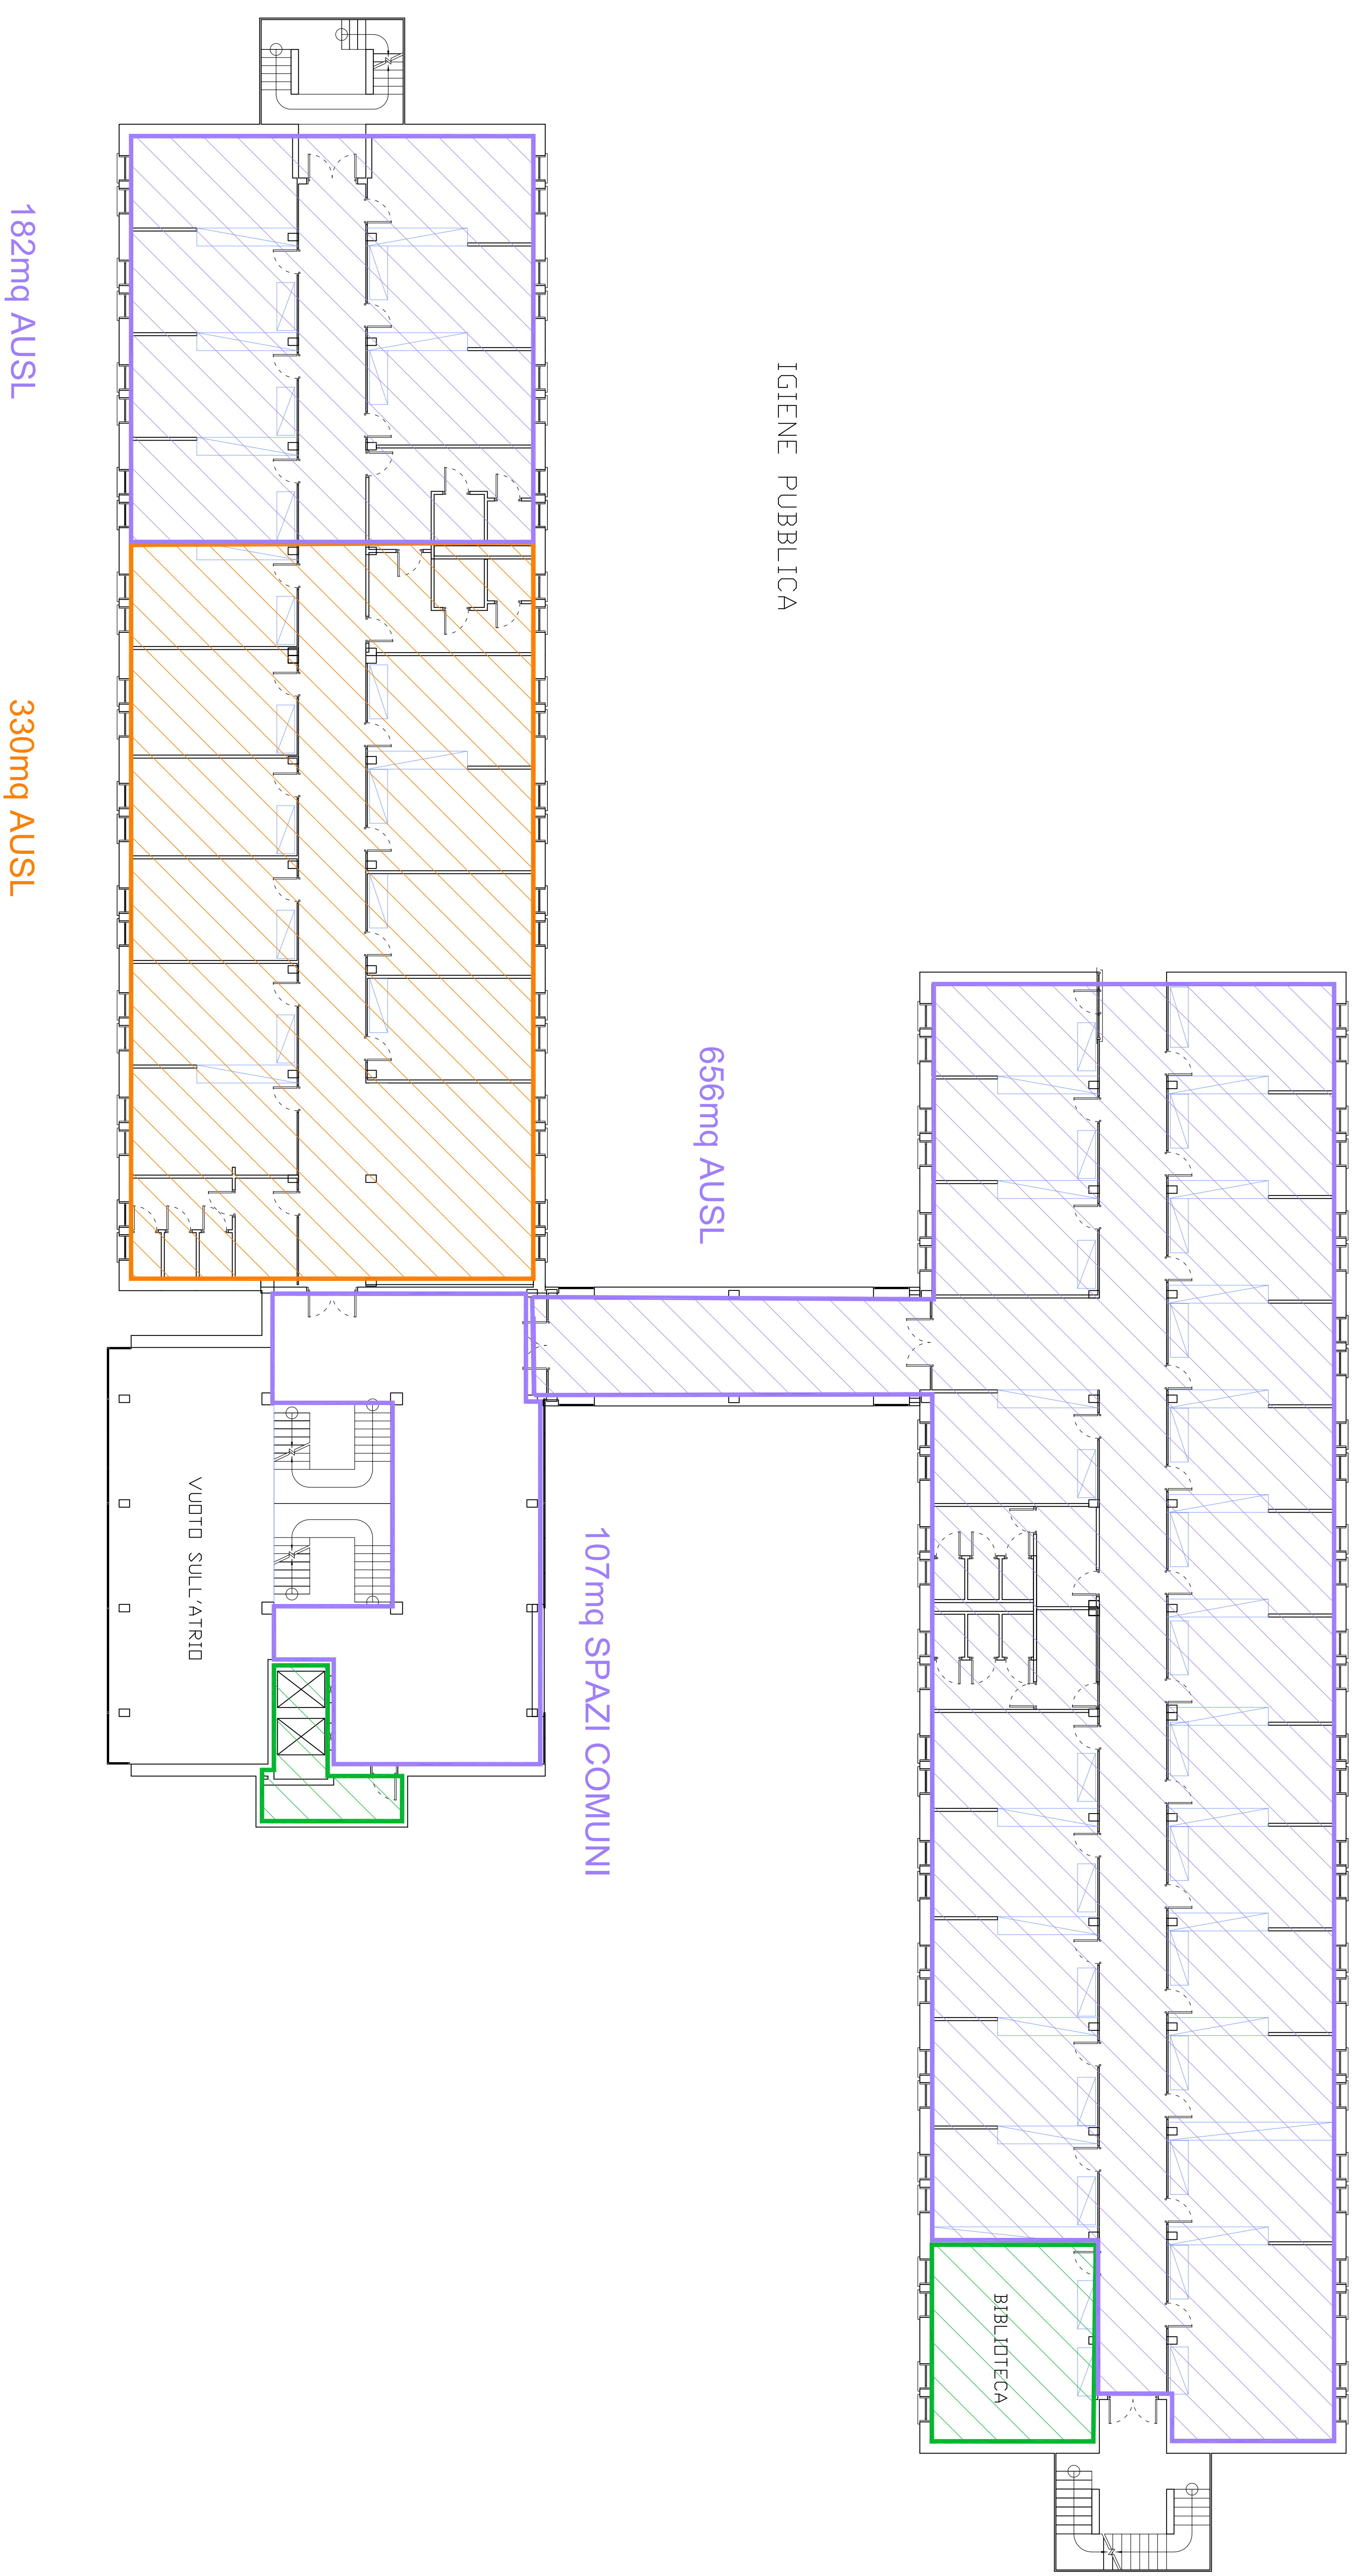 IGIENE PUBBLICA
182mq AUSL
330mq AUSL
656mq AUSL
107mq SPAZI COMUNI
VUOTO SULL'ATRIO
BIBLIOTECA